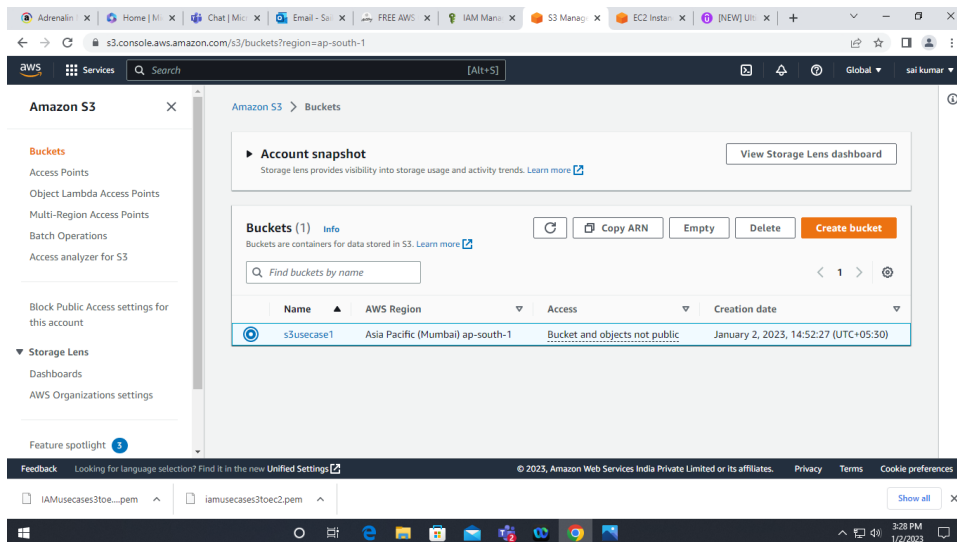 Adrenalin
Home | Mi
Chat | Micr
Email - Sai
FREE AWS
IAM Mana
S3 Manag
EC2 Instan
[NEW] Ult
s3.console.aws.amazon.com/s3/buckets?region=ap-south-1
aws
Services
Search
[Alt+S]
Global
sai kumar
Amazon S3
Buckets
Access Points
Object Lambda Access Points
Multi-Region Access Points
Batch Operations
Access analyzer for S3
Block Public Access settings for
this account
Storage Lens
Dashboards
AWS Organizations settings
Feature spotlight 3
Amazon S3 > Buckets
Account snapshot
Storage lens provides visibility into storage usage and activity trends. Learn more
View Storage Lens dashboard
Buckets (1) Info
Buckets are containers for data stored in S3. Learn more
Copy ARN
Empty
Delete
Create bucket
Find buckets by name
1
Name
AWS Region
Access
Creation date
s3usecase1
Asia Pacific (Mumbai) ap-south-1
Bucket and objects not public
January 2, 2023, 14:52:27 (UTC+05:30)
Feedback
Looking for language selection? Find it in the new Unified Settings
© 2023, Amazon Web Services India Private Limited or its affiliates.
Privacy
Terms
Cookie preferences
IAMusecases3toe....pem
iamusecases3toec2.pem
Show all
3:28 PM
1/2/2023